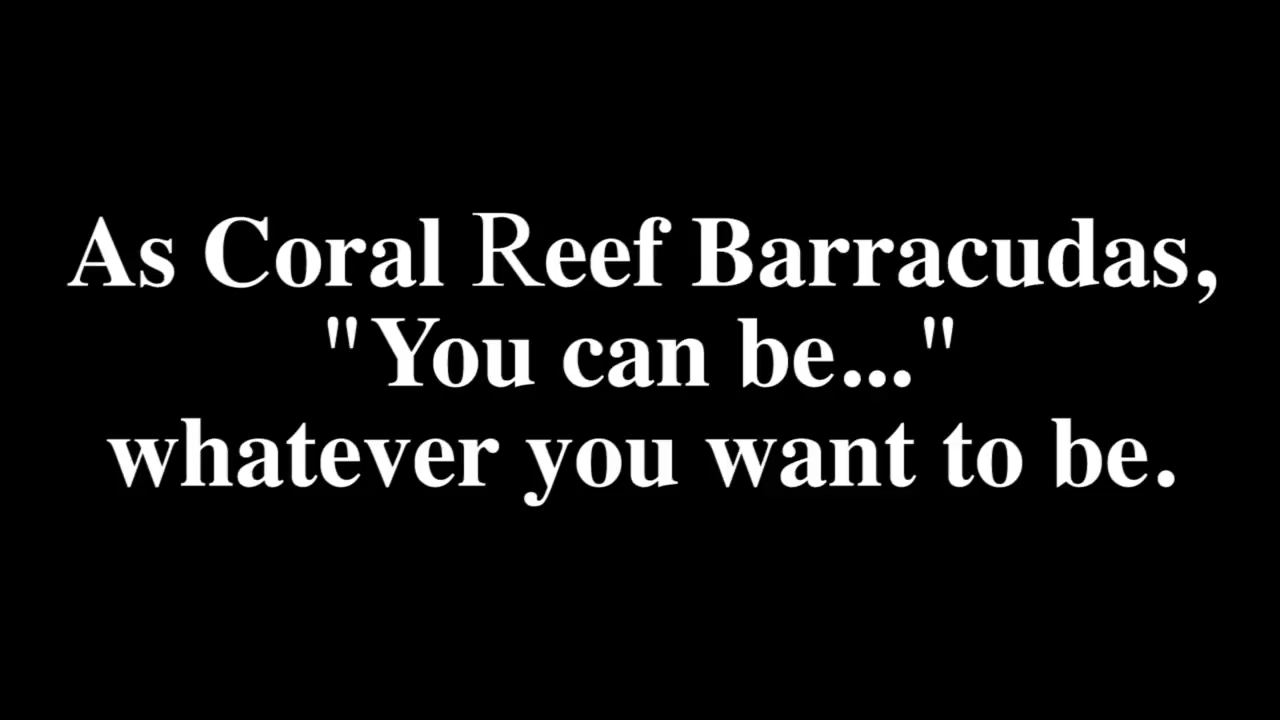 As Coral Reef Barracudas,
"You can be..."
whatever you want to be.